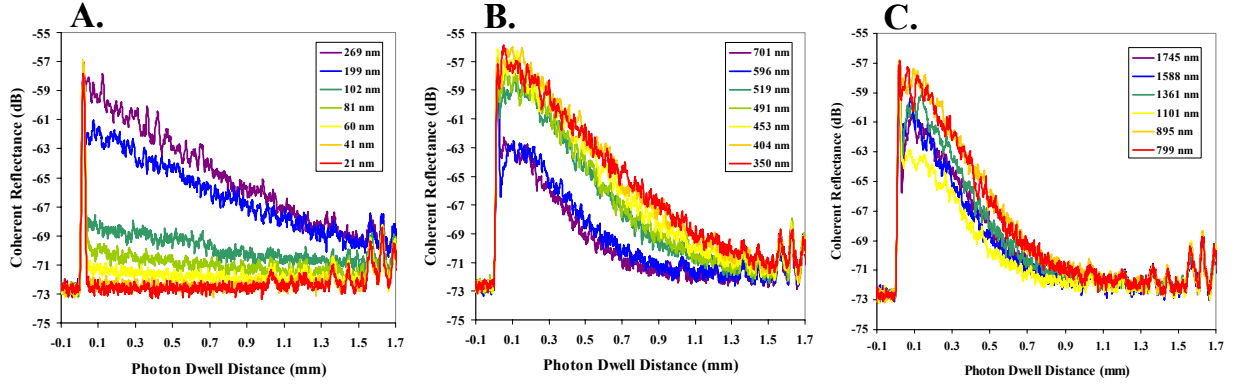 A.
Coherent Reflectance (dB)
-55
-57
-59
-61
-63
-65
-67
-69
-71
-73
-75
269 nm
199 nm
102 nm
81 nm
60 nm
41 nm
21 nm
-0.1 0.1 0.3 0.5 0.7 0.9 1.1 1.3 1.5 1.7
Photon Dwell Distance (mm)
B.
Coherent Reflectance (dB)
-55
-57
-59
-61
-63
-65
-67
-69
-71
-73
-75
701 nm
596 nm
519 nm
491 nm
453 nm
404 nm
350 nm
-0.1 0.1 0.3 0.5 0.7 0.9 1.1 1.3 1.5 1.7
Photon Dwell Distance (mm)
C.
Coherent Reflectance (dB)
-55
-57
-59
-61
-63
-65
-67
-69
-71
-73
-75
1745 nm
1588 nm
1361 nm
1101 nm
895 nm
799 nm
-0.1 0.1 0.3 0.5 0.7 0.9 1.1 1.3 1.5 1.7
Photon Dwell Distance (mm)